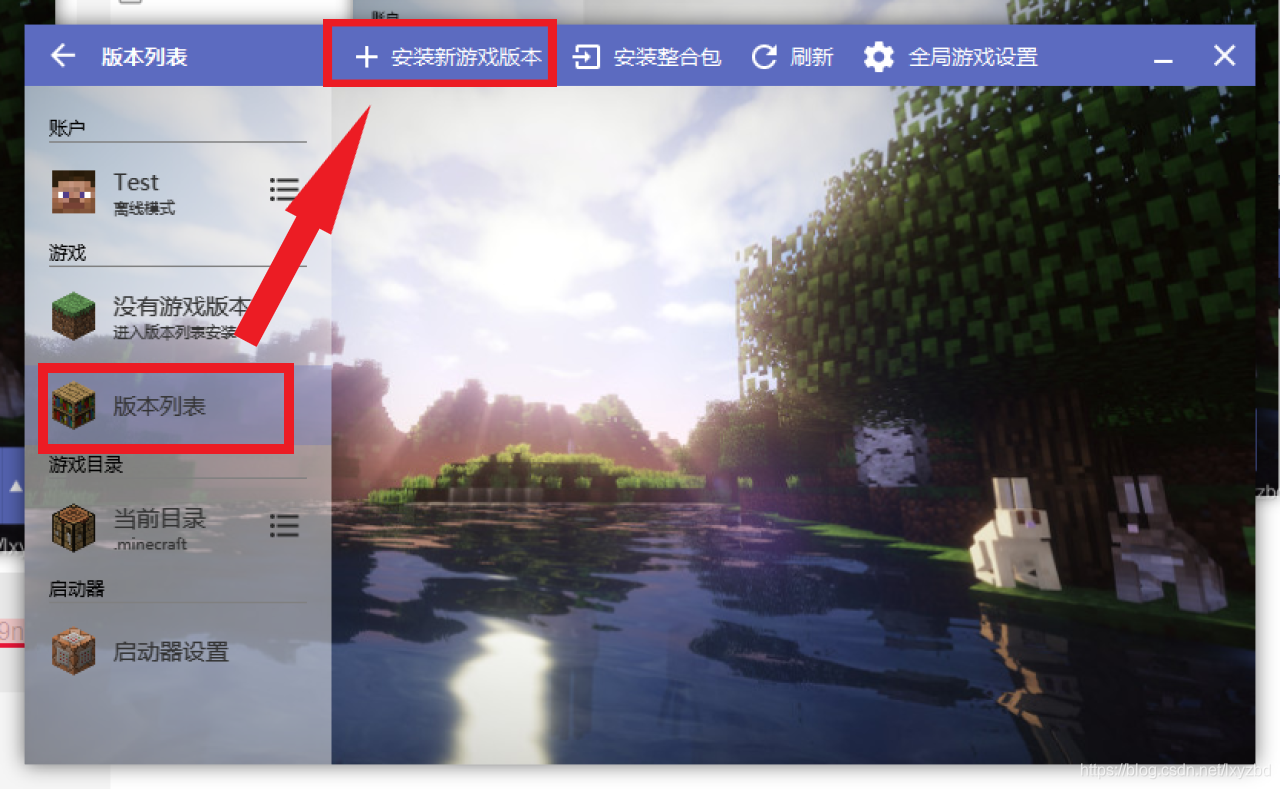 账户
版本列表
安装新游戏版本
安装整合包
刷新
全局游戏设置
账户
Test
离线模式
游戏
没有游戏版本
进入版本列表安装
版本列表
游戏目录
当前目录
.minecraft
启动器
启动器设置
https://blog.csdn.net/lxyzbd